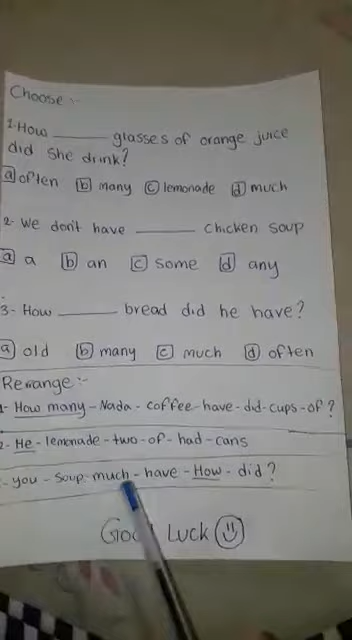 Choose:-
1-How ______ glasses of orange juice
did she drink?
a often b many c lemonade d much
2- We don't have ______ chicken soup
a a b an c some d any
3- How ______ bread did he have?
a old b many c much d often
Rewange:-
1- How many - Nada - coffee - have - did - cups - of ?
2- He - lemonade - two - of - had - cans
- you - soup - much - have - How - did ?
Good Luck